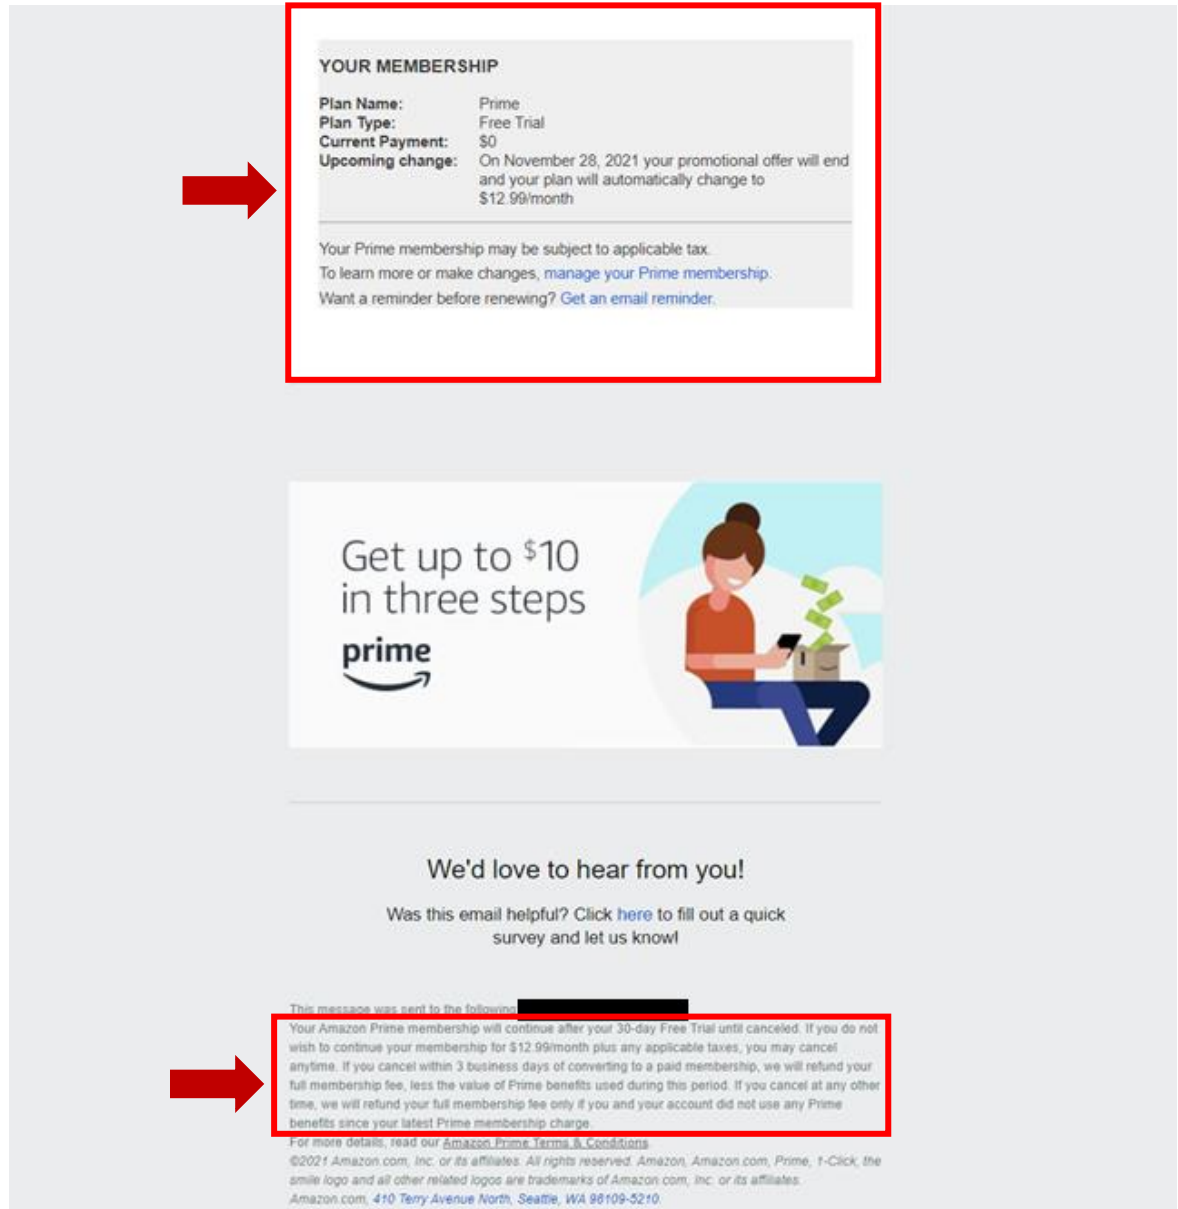 YOUR MEMBERSHIP
Plan Name: Prime
Plan Type: Free Trial
Current Payment: $0
Upcoming change: On November 28, 2021 your promotional offer will end
and your plan will automatically change to
$12.99/month
Your Prime membership may be subject to applicable tax.
To learn more or make changes, manage your Prime membership.
Want a reminder before renewing? Get an email reminder.
Get up to $10
in three steps
prime
We'd love to hear from you!
Was this email helpful? Click here to fill out a quick
survey and let us know!
This message was sent to the following
Your Amazon Prime membership will continue after your 30-day Free Trial until canceled. If you do not
wish to continue your membership for $12.99/month plus any applicable taxes, you may cancel
anytime. If you cancel within 3 business days of converting to a paid membership, we will refund your
full membership fee, less the value of Prime benefits used during this period. If you cancel at any other
time, we will refund your full membership fee only if you and your account did not use any Prime
benefits since your latest Prime membership charge.
For more details, read our Amazon Prime Terms & Conditions.
©2021 Amazon.com, Inc. or its affiliates. All rights reserved. Amazon, Amazon.com, Prime, 1-Click, the
smile logo and all other related logos are trademarks of Amazon.com, Inc. or its affiliates.
Amazon.com, 410 Terry Avenue North, Seattle, WA 98109-5210.